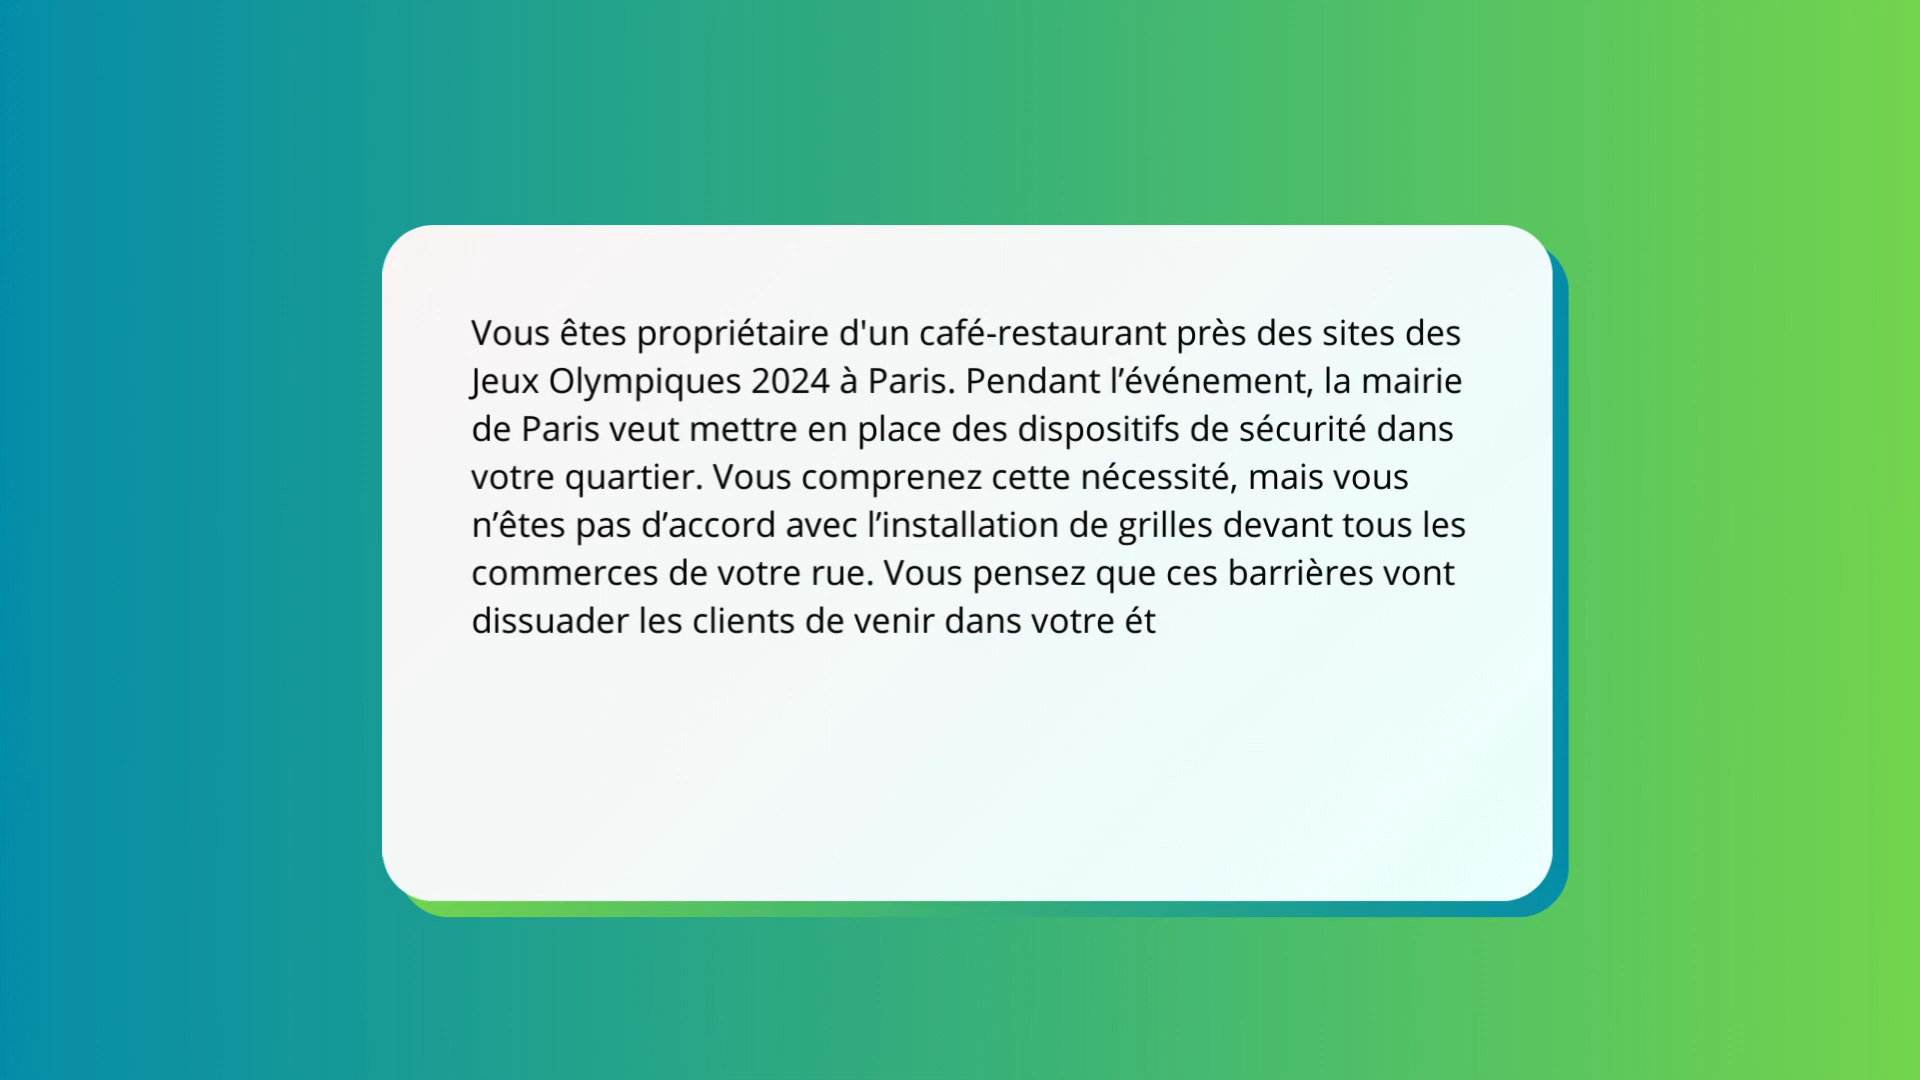 Vous êtes propriétaire d'un café-restaurant près des sites des
Jeux Olympiques 2024 à Paris. Pendant l’événement, la mairie
de Paris veut mettre en place des dispositifs de sécurité dans
votre quartier. Vous comprenez cette nécessité, mais vous
n’êtes pas d’accord avec l’installation de grilles devant tous les
commerces de votre rue. Vous pensez que ces barrières vont
dissuader les clients de venir dans votre ét